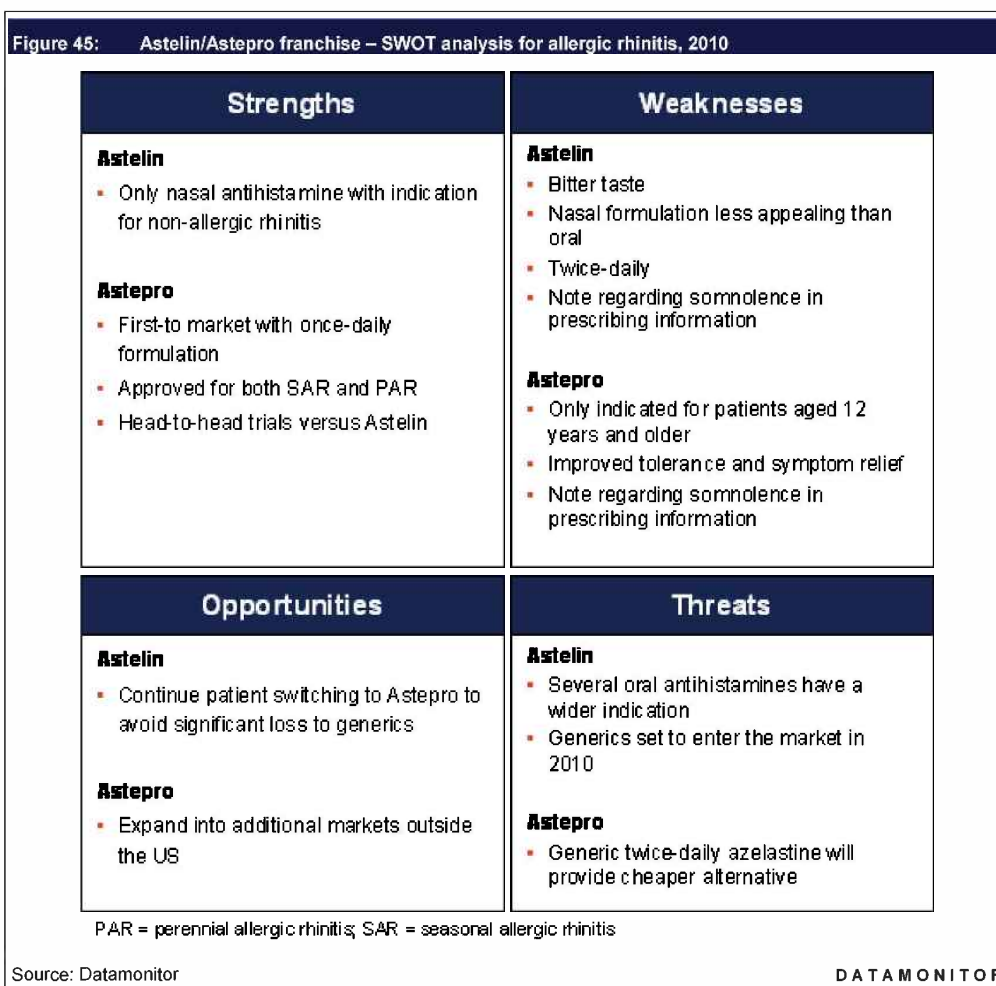 Figure 45: Astelin/Astepro franchise – SWOT analysis for allergic rhinitis, 2010
Strengths
Astelin
▪ Only nasal antihistamine with indication
for non-allergic rhinitis
Astepro
▪ First-to market with once-daily
formulation
▪ Approved for both SAR and PAR
▪ Head-to-head trials versus Astelin
Weaknesses
Astelin
▪ Bitter taste
▪ Nasal formulation less appealing than
oral
▪ Twice-daily
▪ Note regarding somnolence in
prescribing information
Astepro
▪ Only indicated for patients aged 12
years and older
▪ Improved tolerance and symptom relief
▪ Note regarding somnolence in
prescribing information
Opportunities
Astelin
▪ Continue patient switching to Astepro to
avoid significant loss to generics
Astepro
▪ Expand into additional markets outside
the US
Threats
Astelin
▪ Several oral antihistamines have a
wider indication
▪ Generics set to enter the market in
2010
Astepro
▪ Generic twice-daily azelastine will
provide cheaper alternative
PAR = perennial allergic rhinitis; SAR = seasonal allergic rhinitis
Source: Datamonitor
DATAMONITOR